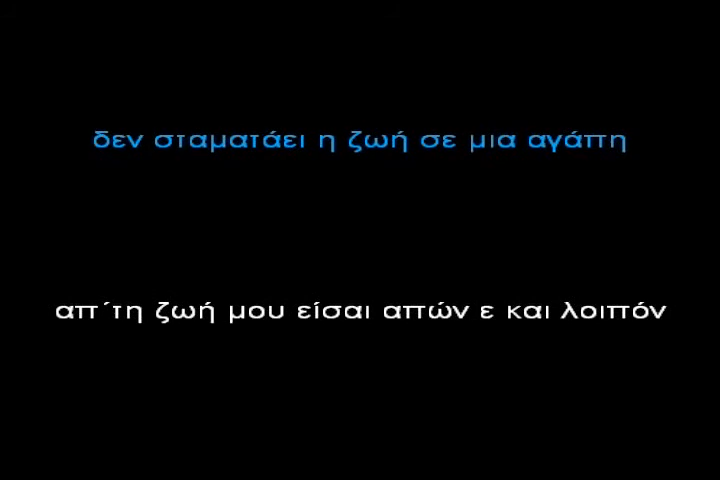 δεν σταματάει η ζωή σε μια αγάπη
απ΄τη ζωή μου είσαι απών ε και λοιπόν